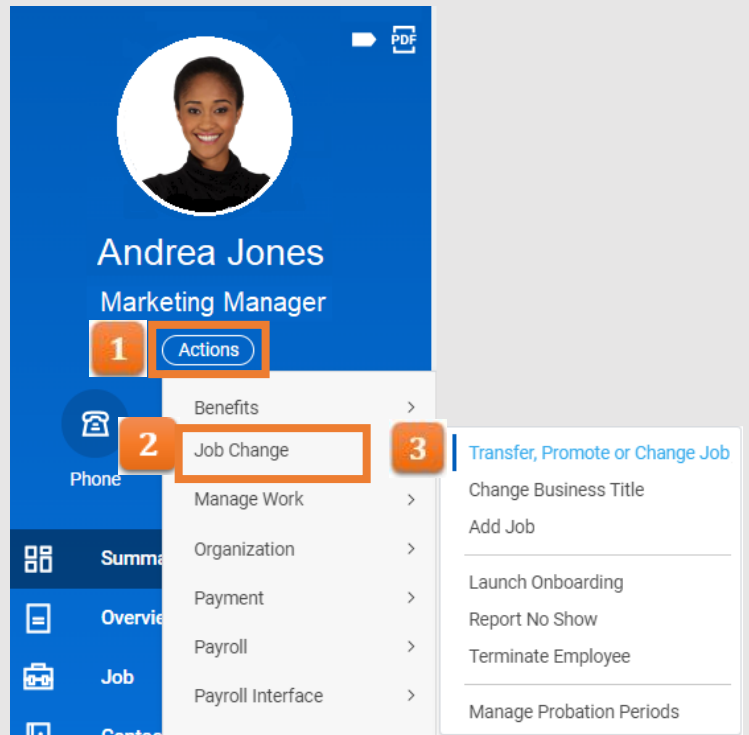 PDF
Andrea Jones
Marketing Manager
1
Actions
Benefits
2
Job Change
Phone
Manage Work
Organization
Payment
Payroll
Payroll Interface
3
Transfer, Promote or Change Job
Change Business Title
Add Job
Launch Onboarding
Report No Show
Terminate Employee
Manage Probation Periods
Summa
Overvie
Job